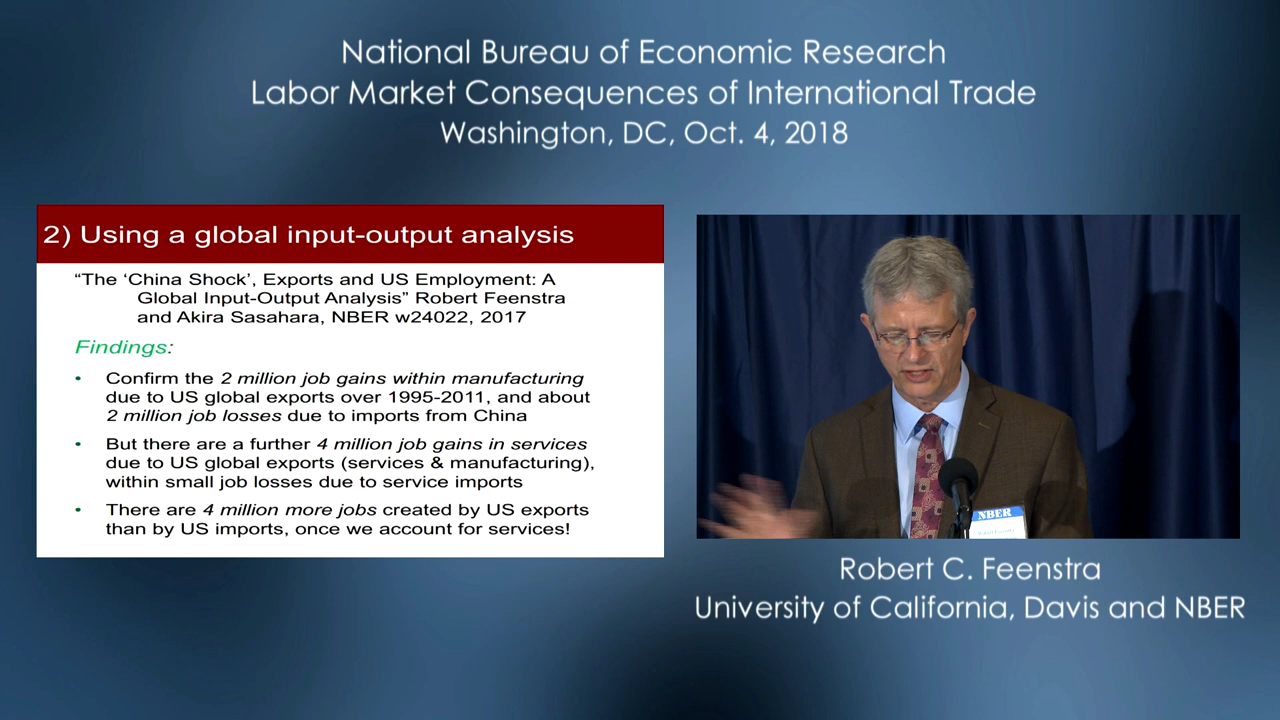 National Bureau of Economic Research
Labor Market Consequences of International Trade
Washington, DC, Oct. 4, 2018
2) Using a global input-output analysis
“The ‘China Shock’, Exports and US Employment: A
Global Input-Output Analysis” Robert Feenstra
and Akira Sasahara, NBER w24022, 2017
Findings:
• Confirm the 2 million job gains within manufacturing
due to US global exports over 1995-2011, and about
2 million job losses due to imports from China
• But there are a further 4 million job gains in services
due to US global exports (services & manufacturing),
within small job losses due to service imports
• There are 4 million more jobs created by US exports
than by US imports, once we account for services!
NBER
Robert C. Feenstra
University of California, Davis and NBER